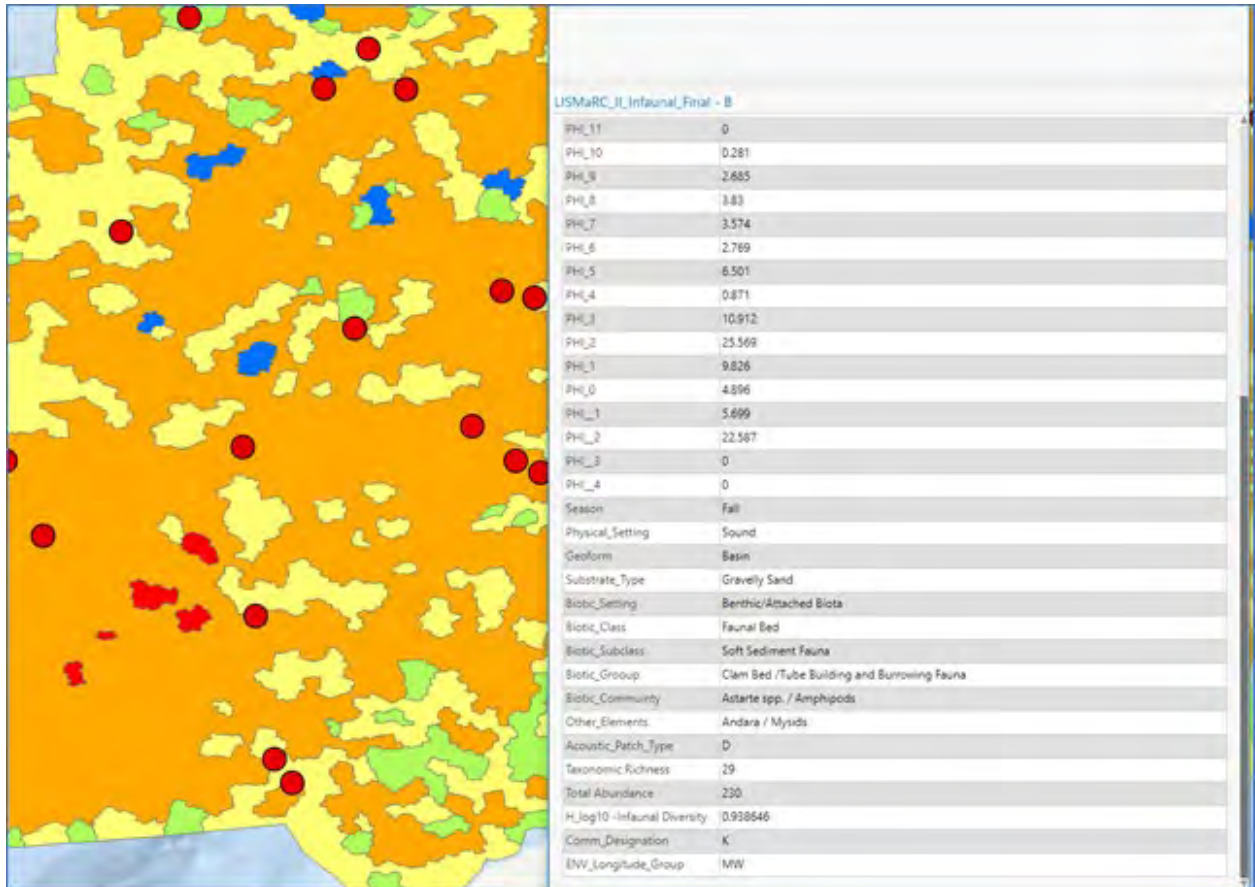 LISMaRC_II_Infaunal_Final - B
PHI_11 0
PHI_10 0.281
PHI_9 2.685
PHI_8 3.83
PHI_7 3.574
PHI_6 2.769
PHI_5 6.501
PHI_4 0.871
PHI_3 10.912
PHI_2 25.569
PHI_1 9.826
PHI_0 4.896
PHI__1 5.699
PHI__2 22.587
PHI__3 0
PHI__4 0
Season Fall
Physical_Setting Sound
Geoform Basin
Substrate_Type Gravelly Sand
Biotic_Setting Benthic/Attached Biota
Biotic_Class Faunal Bed
Biotic_Subclass Soft Sediment Fauna
Biotic_Grooup Clam Bed /Tube Building and Burrowing Fauna
Biotic_Commuinty Astarte spp. / Amphipods
Other_Elements Andara / Mysids
Acoustic_Patch_Type D
Taxonomic Richness 29
Total Abundance 230
H_log10 -Infaunal Diversity 0.938646
Comm_Designation K
ENV_Longitude_Group MW